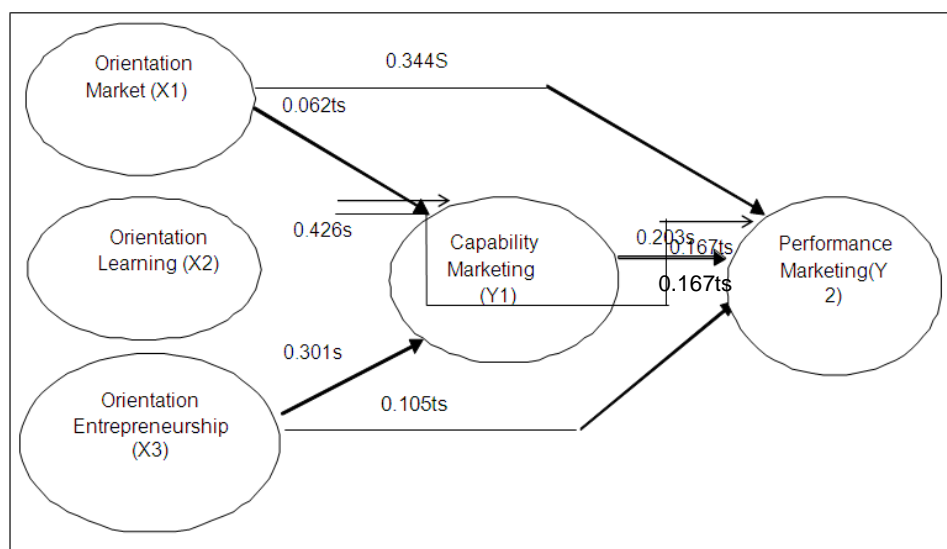 Orientation
Market (X1)
0.344S
0.062ts
0.426s
Orientation
Learning (X2)
Capability
Marketing
(Y1)
0.203s
0.167ts
0.167ts
Performance
Marketing(Y
2)
0.301s
0.105ts
Orientation
Entrepreneurship
(X3)